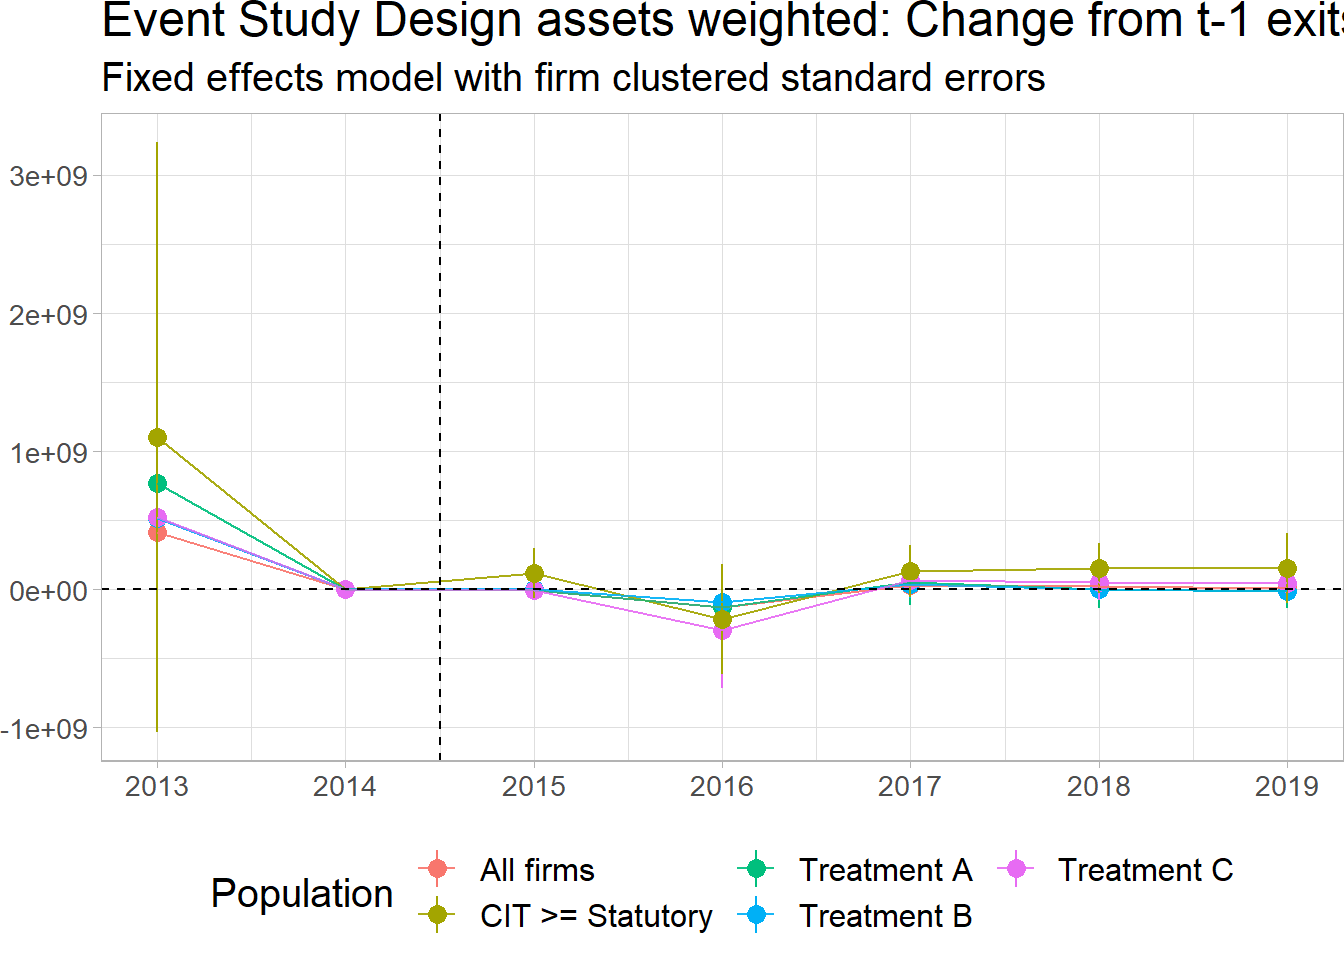 Event Study Design assets weighted: Change from t-1 exits
Fixed effects model with firm clustered standard errors
3e+09
2e+09
1e+09
0e+00
-1e+09
2013 2014 2015 2016 2017 2018 2019
Population
All firms
CIT >= Statutory
Treatment A
Treatment B
Treatment C